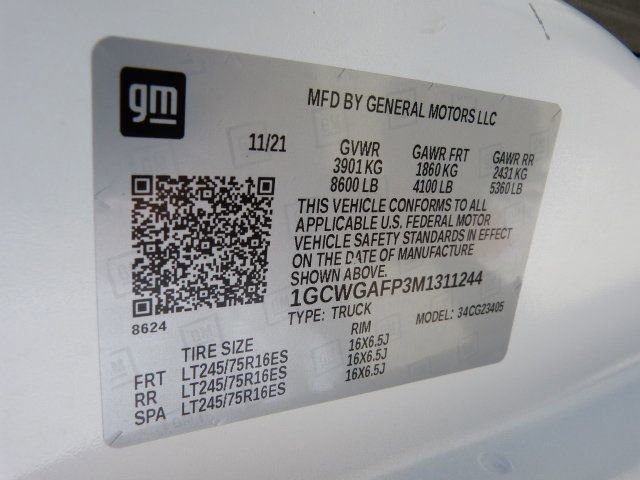 gm
MFD BY GENERAL MOTORS LLC
11/21 GVWR GAWR FRT GAWR RR
3901 KG 1860 KG 2431 KG
8600 LB 4100 LB 5360 LB
THIS VEHICLE CONFORMS TO ALL
APPLICABLE U.S. FEDERAL MOTOR
VEHICLE SAFETY STANDARDS IN EFFECT
ON THE DATE OF MANUFACTURE
SHOWN ABOVE.
1GCWGAFP3M1311244
8624 TYPE: TRUCK MODEL: 34CG23405
TIRE SIZE RIM
FRT LT245/75R16ES 16X6.5J
RR LT245/75R16ES 16X6.5J
SPA LT245/75R16ES 16X6.5J